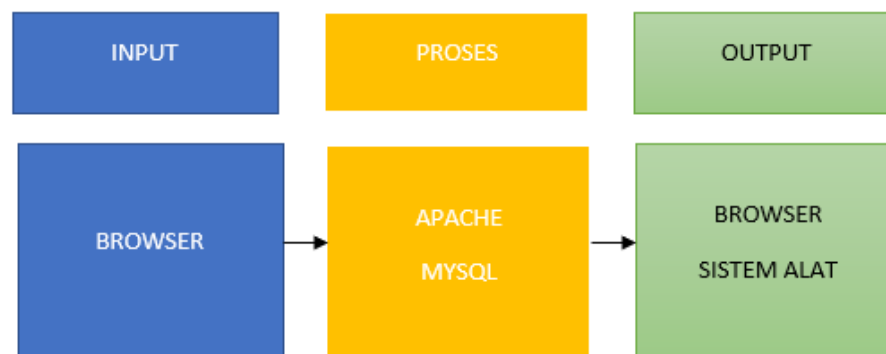 INPUT
PROSES
OUTPUT
BROWSER
APACHE
MYSQL
BROWSER
SISTEM ALAT